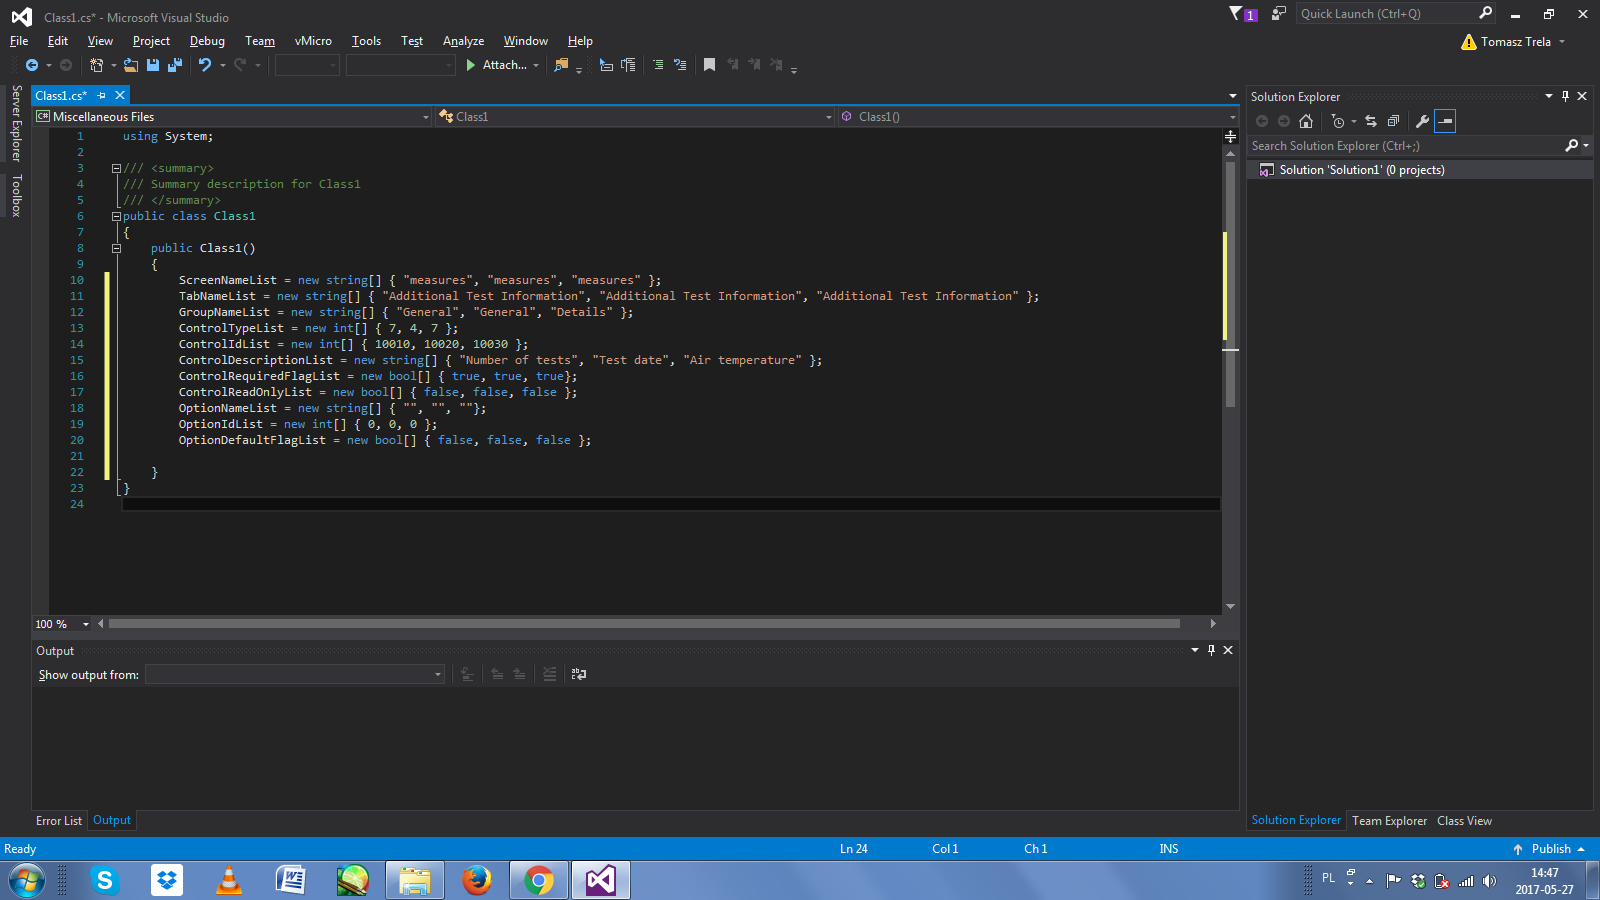 Class1.cs* - Microsoft Visual Studio
1
Quick Launch (Ctrl+Q)
File Edit View Project Debug Team vMicro Tools Test Analyze Window Help
Tomasz Trela
Attach...
Server Explorer
Toolbox
Class1.cs*
C# Miscellaneous Files
Class1
Class1()
1 using System;
2
3 /// <summary>
4 /// Summary description for Class1
5 /// </summary>
6 public class Class1
7 {
8 public Class1()
9 {
10 ScreenNameList = new string[] { "measures", "measures", "measures" };
11 TabNameList = new string[] { "Additional Test Information", "Additional Test Information", "Additional Test Information" };
12 GroupNameList = new string[] { "General", "General", "Details" };
13 ControlTypeList = new int[] { 7, 4, 7 };
14 ControlIdList = new int[] { 10010, 10020, 10030 };
15 ControlDescriptionList = new string[] { "Number of tests", "Test date", "Air temperature" };
16 ControlRequiredFlagList = new bool[] { true, true, true};
17 ControlReadOnlyList = new bool[] { false, false, false };
18 OptionNameList = new string[] { "", "", ""};
19 OptionIdList = new int[] { 0, 0, 0 };
20 OptionDefaultFlagList = new bool[] { false, false, false };
21
22 }
23 }
24
100 %
Output
Show output from:
Error List Output
Solution Explorer
Search Solution Explorer (Ctrl+;)
Solution 'Solution1' (0 projects)
Solution Explorer Team Explorer Class View
Ready
Ln 24
Col 1
Ch 1
INS
Publish
PL
14:47
2017-05-27